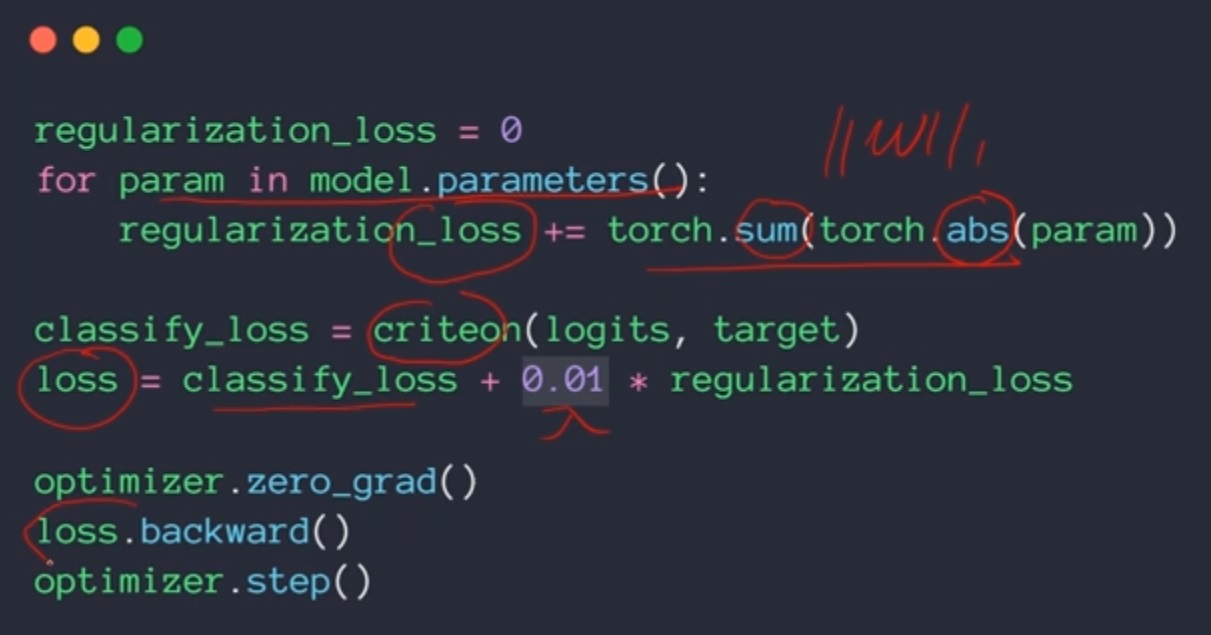 regularization_loss = 0
for param in model.parameters():
regularization_loss += torch.sum(torch.abs(param))
||w||₁
classify_loss = criteon(logits, target)
loss = classify_loss + 0.01 * regularization_loss
λ
optimizer.zero_grad()
loss.backward()
optimizer.step()